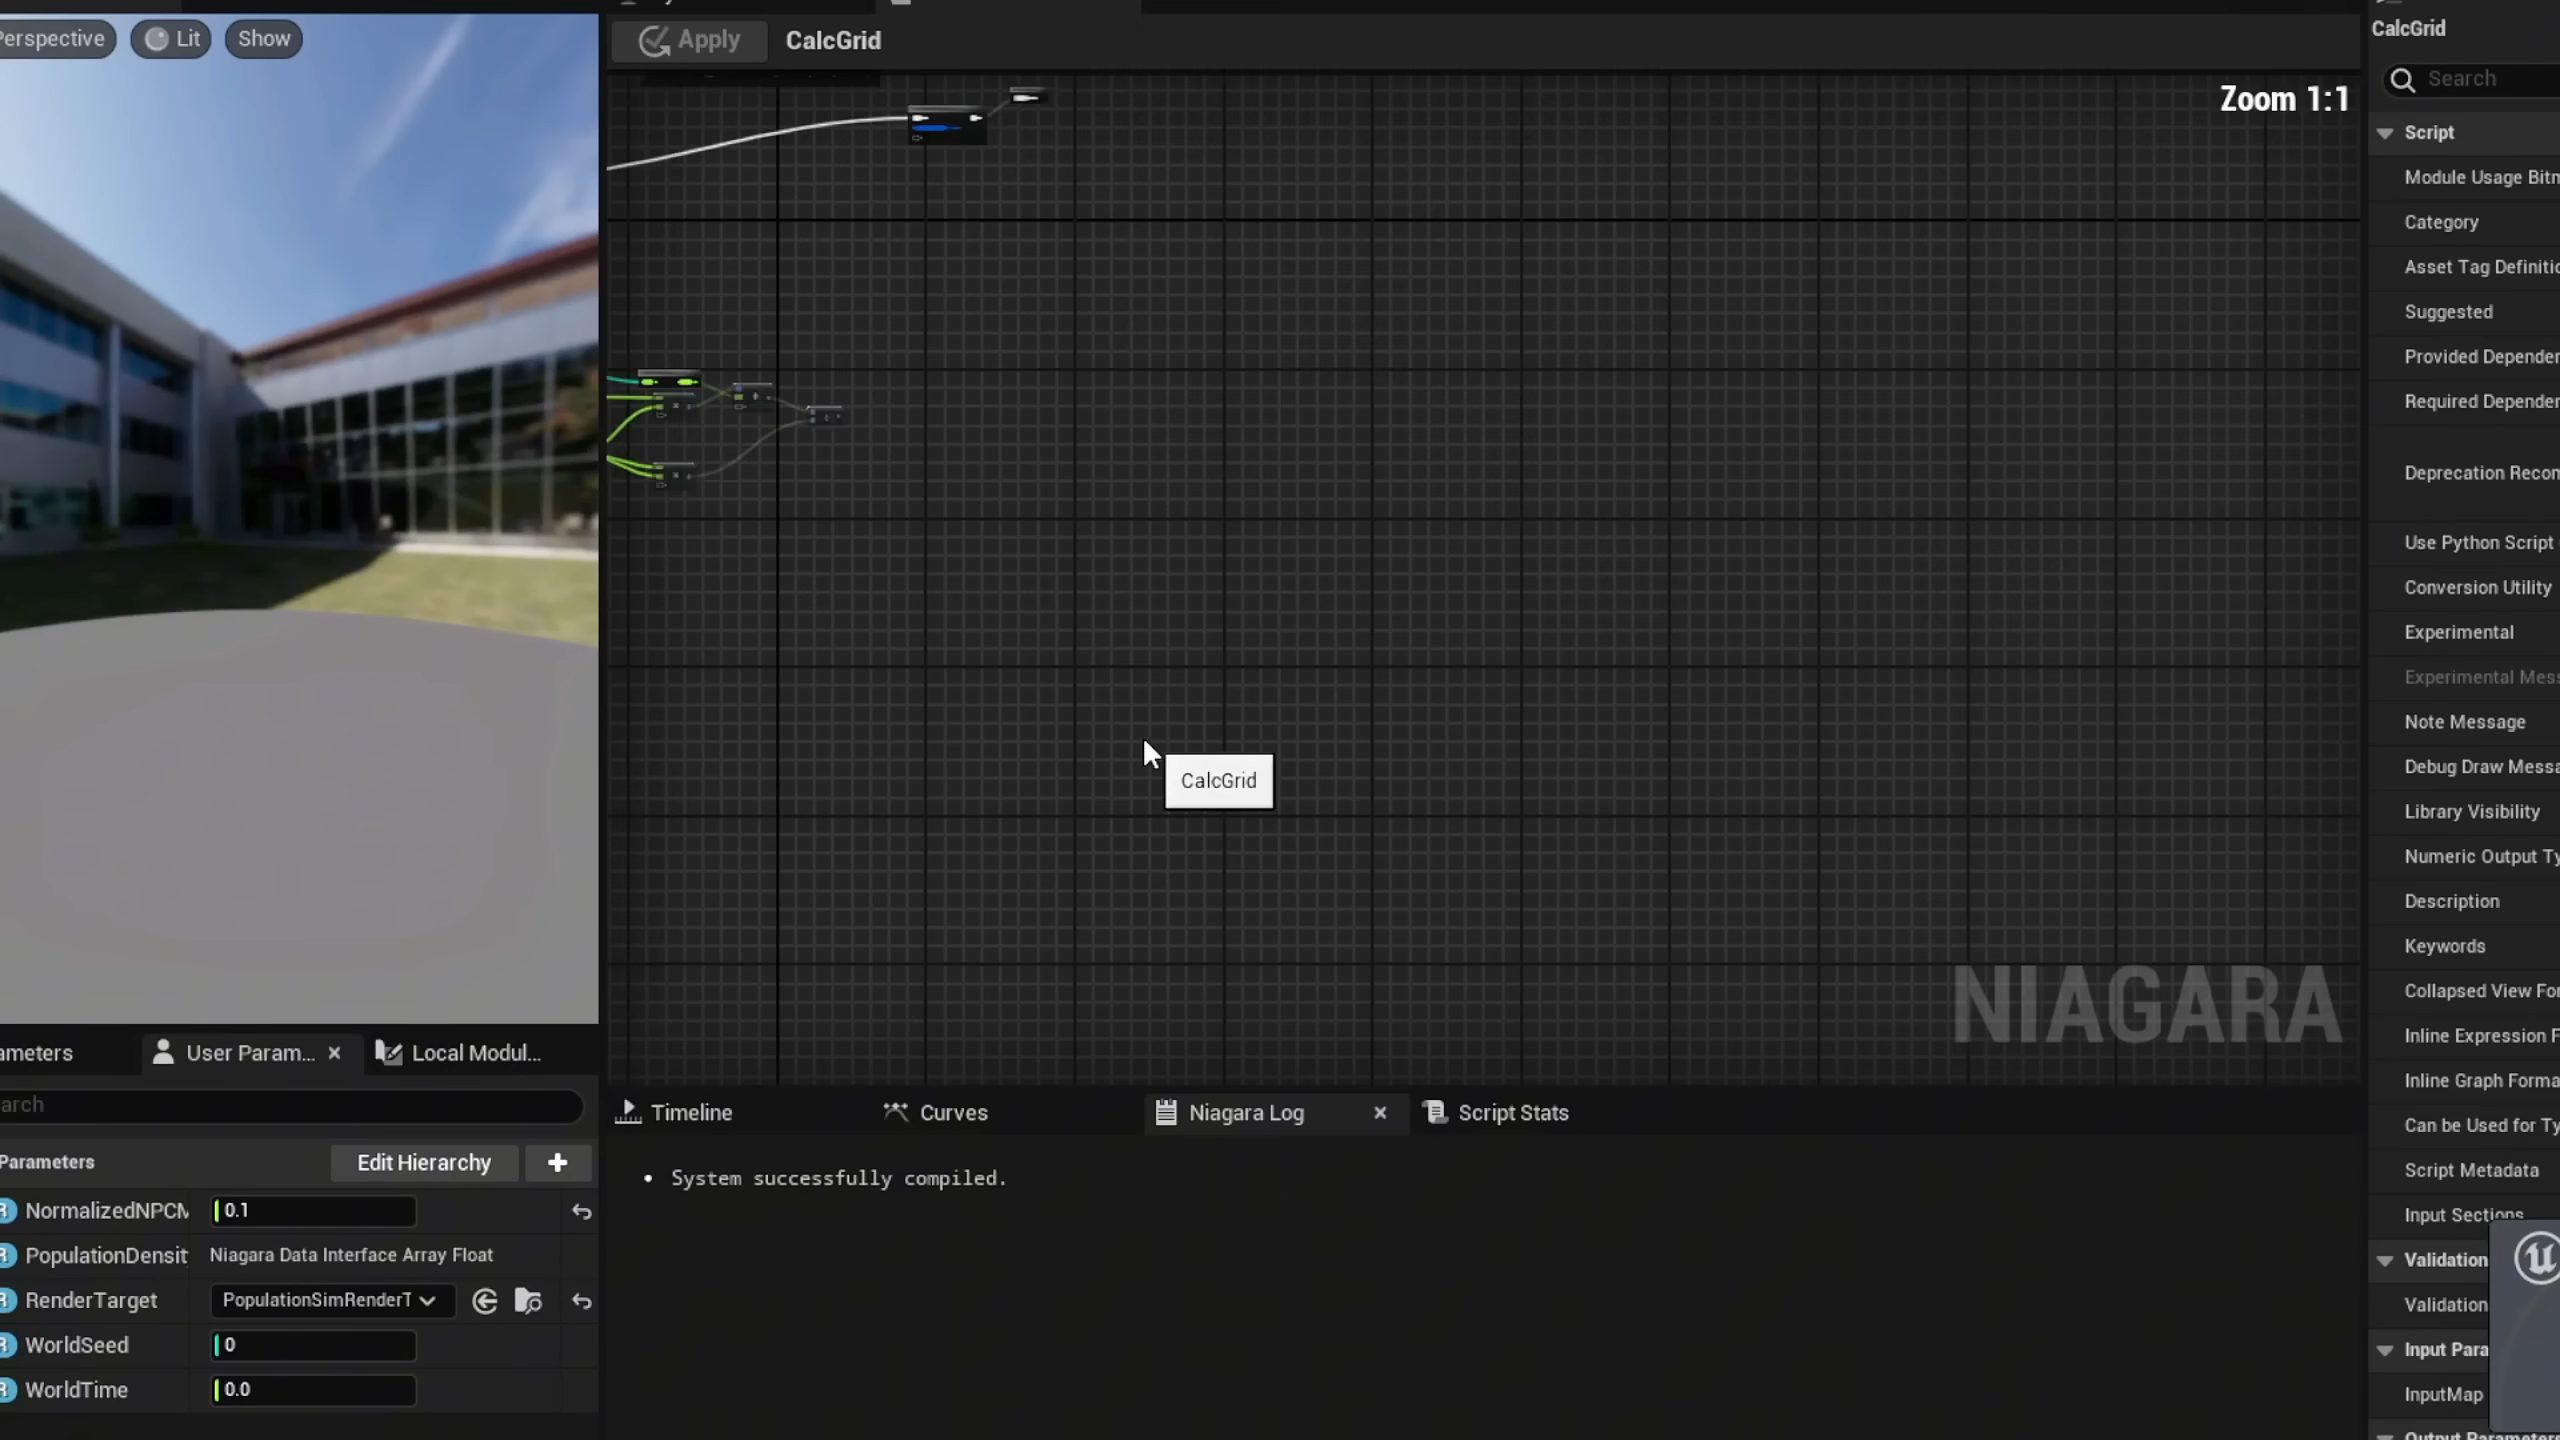 Perspective
Lit
Show
Apply
CalcGrid
Zoom 1:1
CalcGrid
NIAGARA
CalcGrid
Search
Script
Module Usage Bitm
Category
Asset Tag Definitio
Suggested
Provided Depender
Required Depender
Deprecation Recon
Use Python Script
Conversion Utility
Experimental
Experimental Mess
Note Message
Debug Draw Messa
Library Visibility
Numeric Output Ty
Description
Keywords
Collapsed View For
Inline Expression F
Inline Graph Forma
Can be Used for Ty
Script Metadata
Input Sections
Validation
Validation
Input Para
InputMap
Output Parameters
ameters
User Param...
Local Modul...
arch
Parameters
Edit Hierarchy
NormalizedNPCM
0.1
PopulationDensit
Niagara Data Interface Array Float
RenderTarget
PopulationSimRenderT
WorldSeed
0
WorldTime
0.0
Timeline
Curves
Niagara Log
Script Stats
• System successfully compiled.